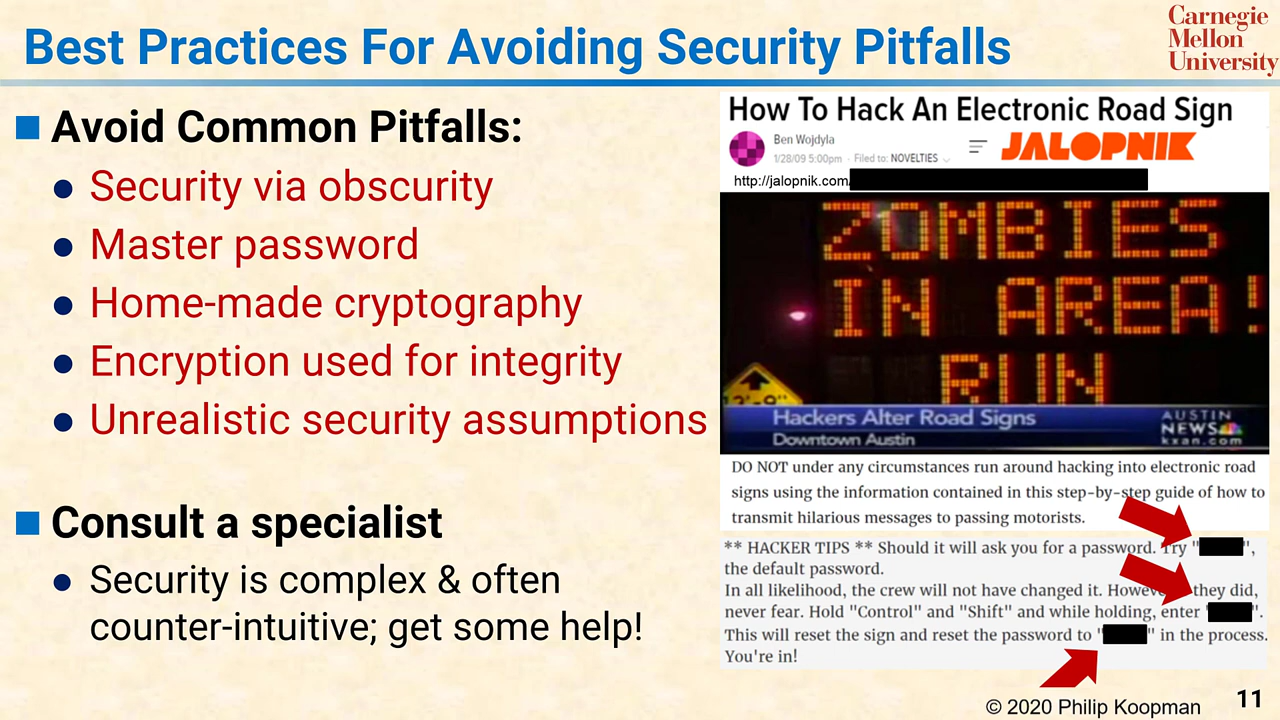 Best Practices For Avoiding Security Pitfalls
Carnegie
Mellon
University
Avoid Common Pitfalls:
Security via obscurity
Master password
Home-made cryptography
Encryption used for integrity
Unrealistic security assumptions
Consult a specialist
Security is complex & often
counter-intuitive; get some help!
How To Hack An Electronic Road Sign
Ben Wojdyla
1/28/09 5:00pm · Filed to: NOVELTIES
JALOPNIK
http://jalopnik.com/
ZOMBIES
IN AREA!
RUN
12'-9"
Hackers Alter Road Signs
Downtown Austin
AUSTIN
NEWS
kxan.com
DO NOT under any circumstances run around hacking into electronic road
signs using the information contained in this step-by-step guide of how to
transmit hilarious messages to passing motorists.
** HACKER TIPS ** Should it will ask you for a password. Try "",
the default password.
In all likelihood, the crew will not have changed it. Howeve they did,
never fear. Hold "Control" and "Shift" and while holding, enter "".
This will reset the sign and reset the password to "" in the process.
You're in!
© 2020 Philip Koopman
11